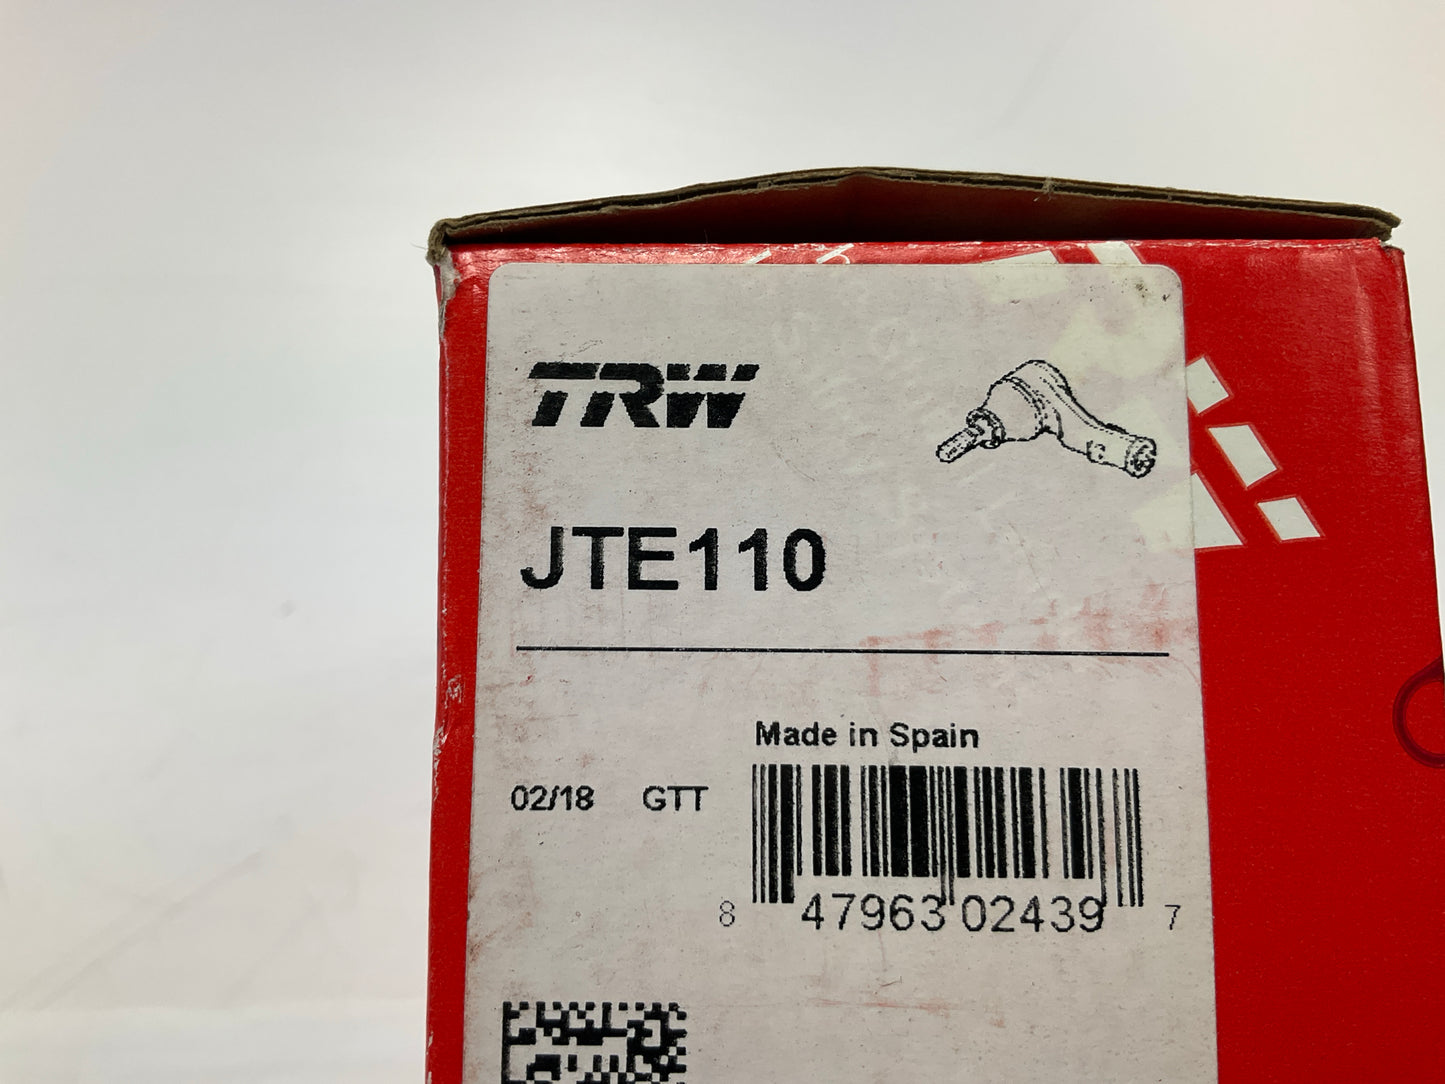 TRW
JTE110
Made in Spain
02/18 GTT
8 47963 02439 7